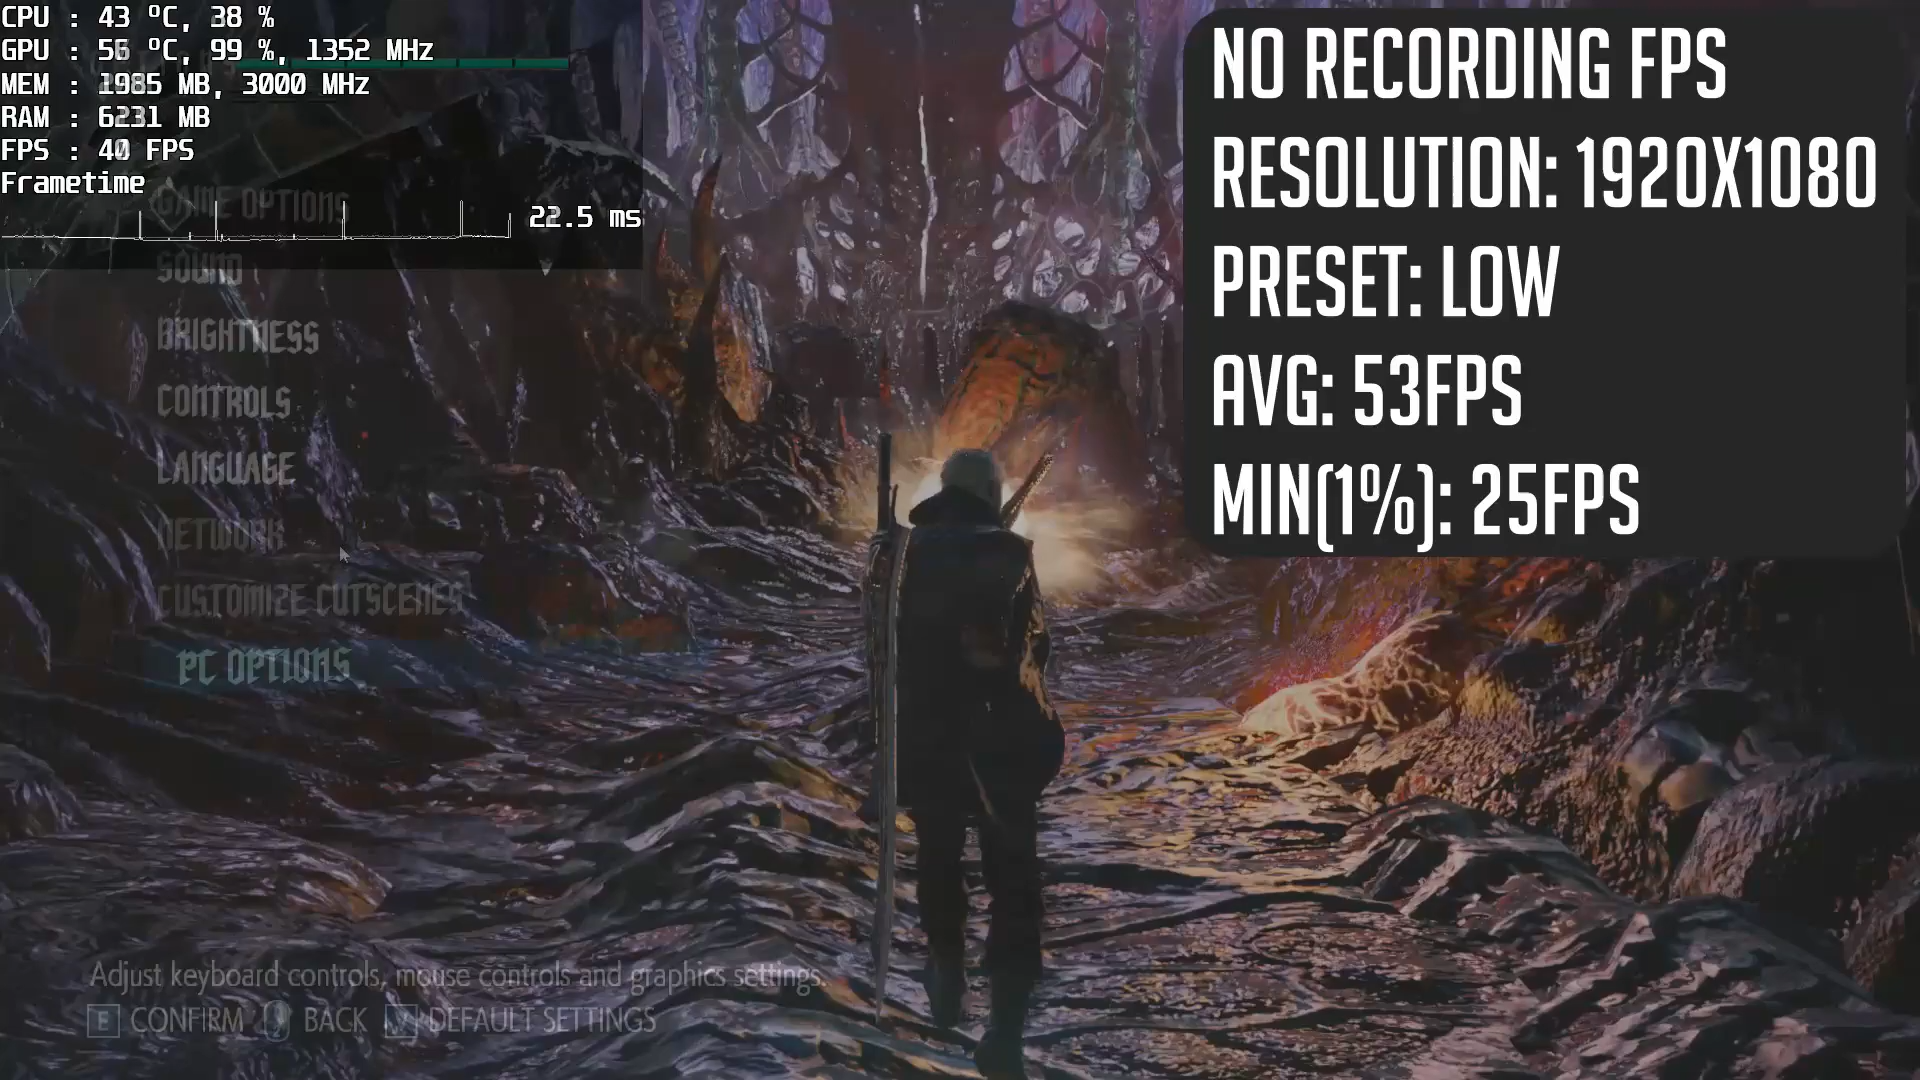 CPU : 43 ºC, 38 %
GPU : 56 ºC, 99 %, 1352 MHz
MEM : 1985 MB, 3000 MHz
RAM : 6231 MB
FPS : 40 FPS
Frametime
22.5 ms
GAME OPTIONS
SOUND
BRIGHTNESS
CONTROLS
LANGUAGE
NETWORK
CUSTOMIZE CUTSCENES
PC OPTIONS
Adjust keyboard controls, mouse controls and graphics settings.
E CONFIRM BACK V DEFAULT SETTINGS
NO RECORDING FPS
RESOLUTION: 1920X1080
PRESET: LOW
AVG: 53FPS
MIN(1%): 25FPS